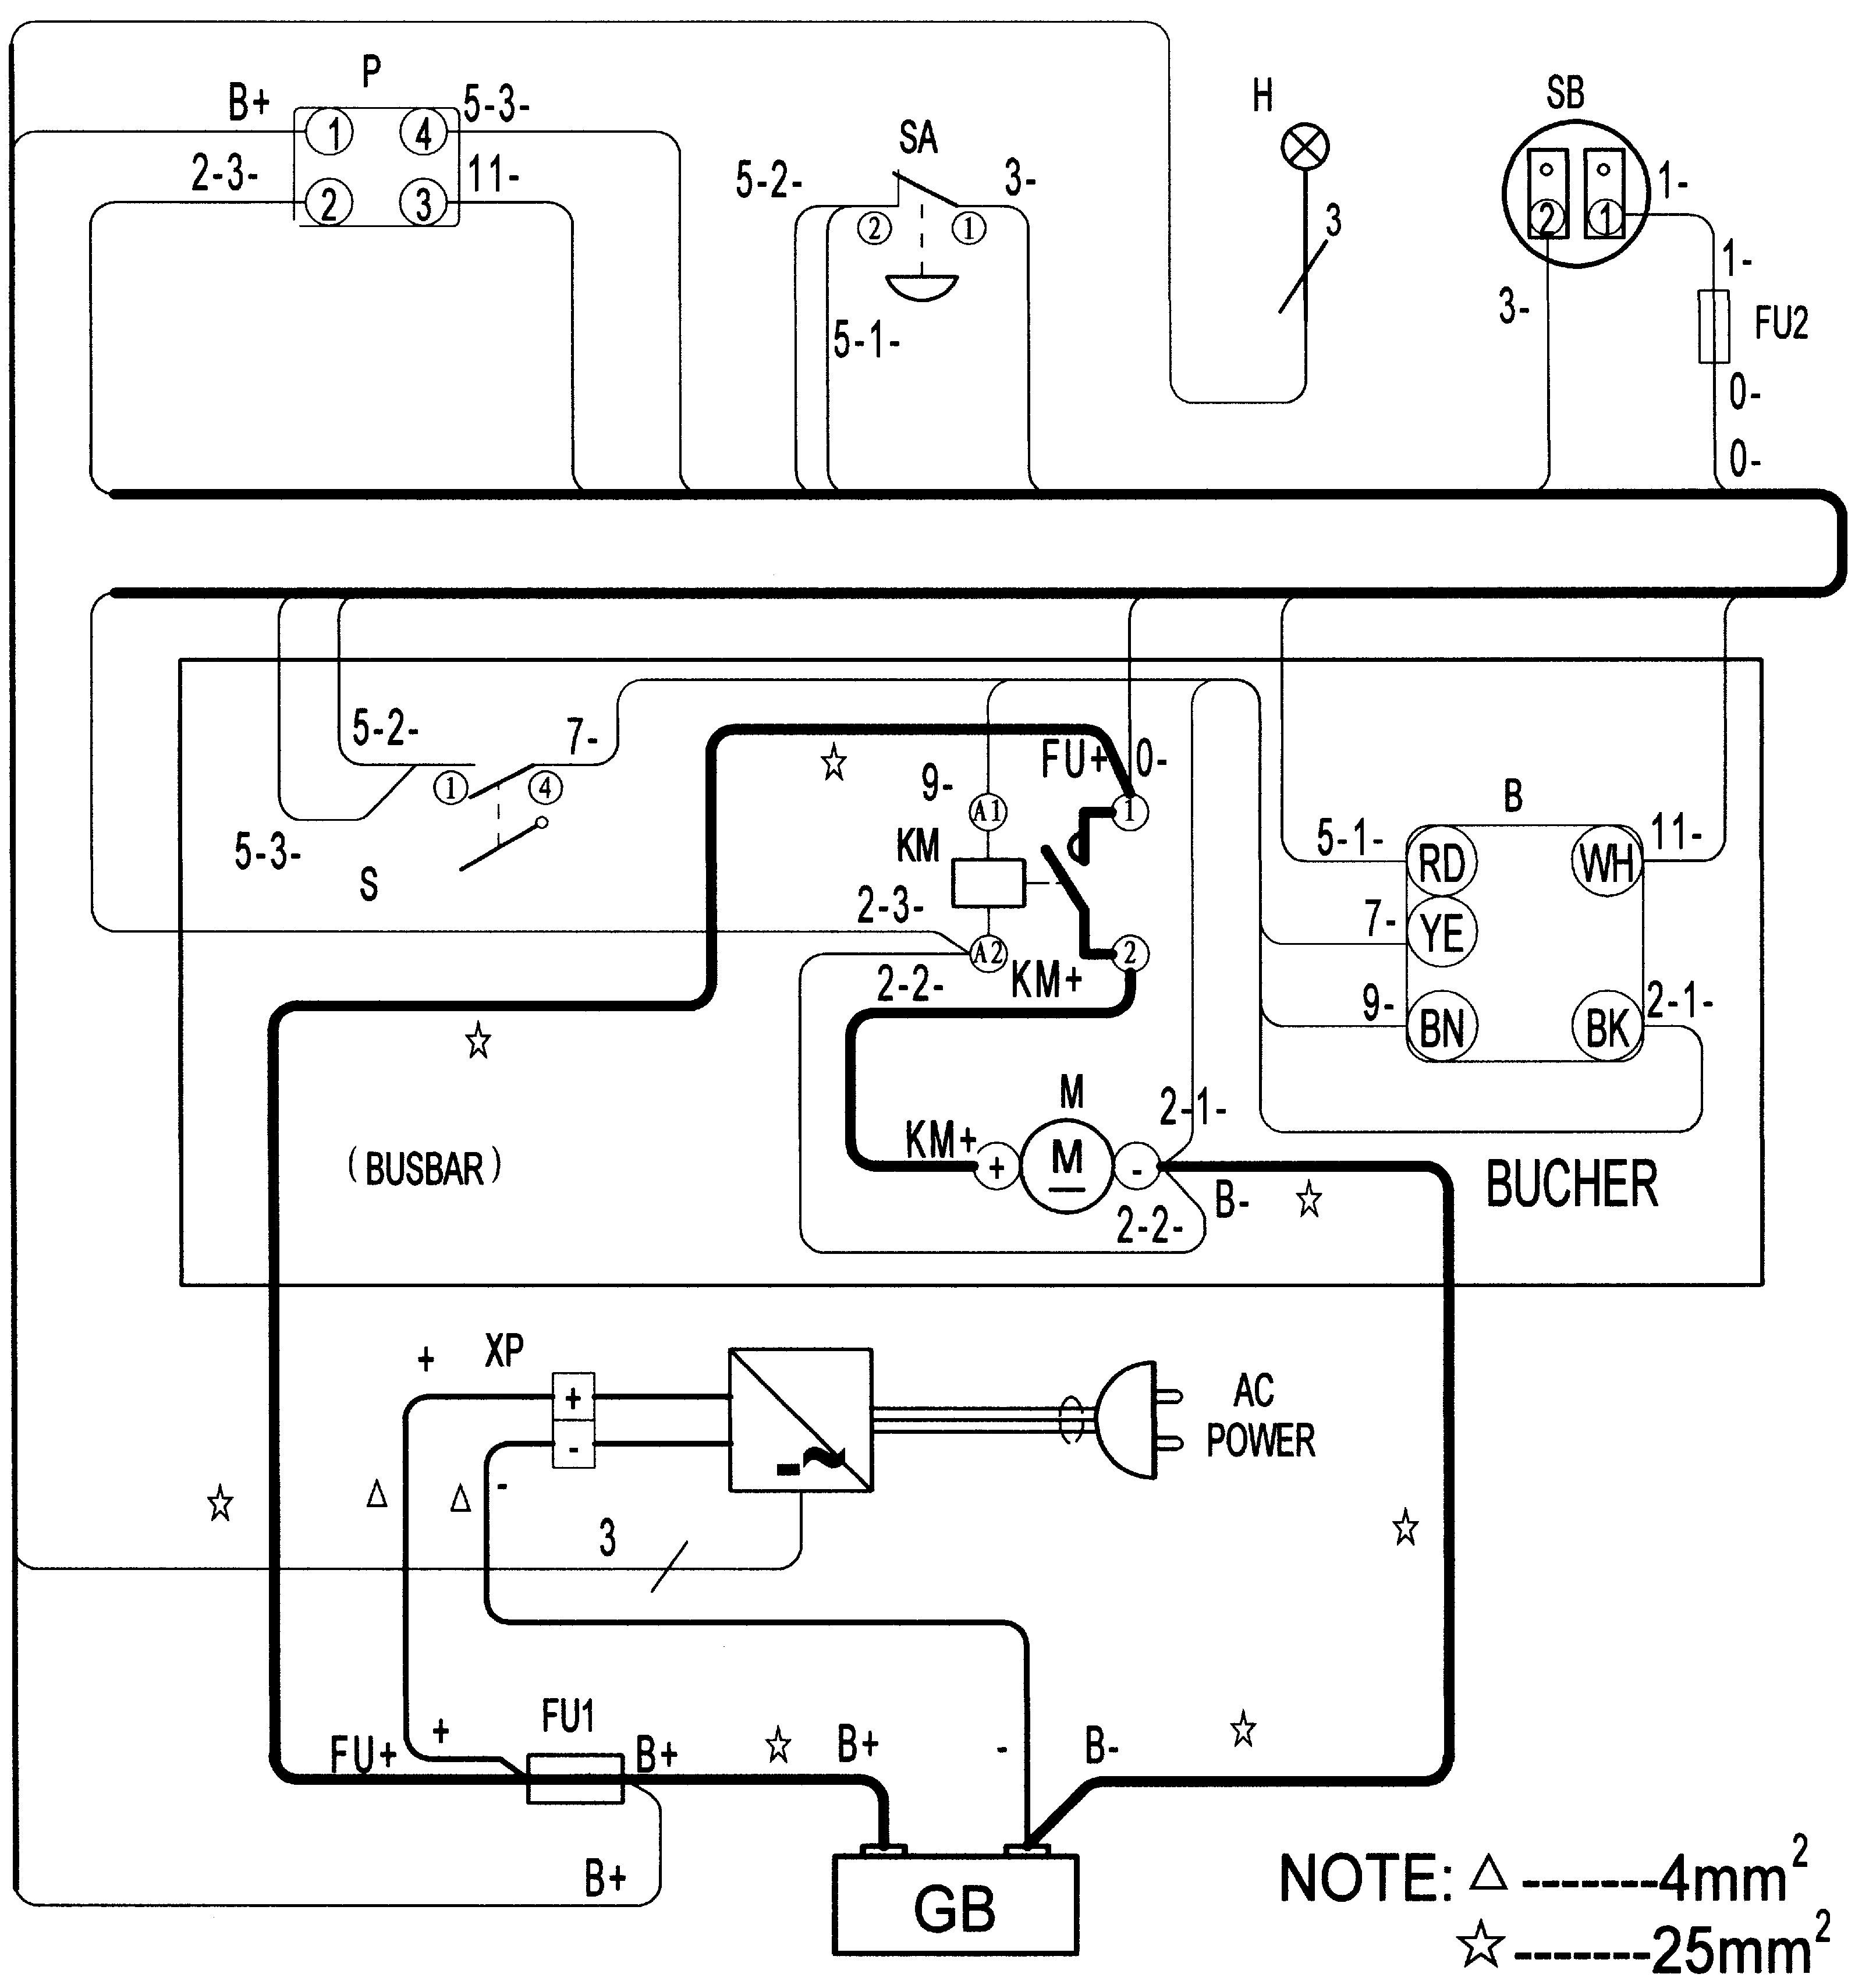 P
H
SB
B+
1
4
5-3-
SA
2-3-
2
3
11-
5-2-
3-
1-
2
1
3
2
1
1-
3-
FU2
5-1-
0-
0-
5-2-
7-
FU+
0-
1
4
9-
A1
1
B
5-3-
S
KM
5-1-
RD
WH
11-
2-3-
7-
YE
A2
2
2-2-
KM+
9-
BN
BK
2-1-
M
2-1-
KM+
+
M
-
(BUSBAR)
B-
BUCHER
2-2-
+
XP
+
-
AC
POWER
-
- ~
3
FU1
+
FU+
B+
B+
-
B-
B+
GB
NOTE: △ -------4mm²
☆ -------25mm²